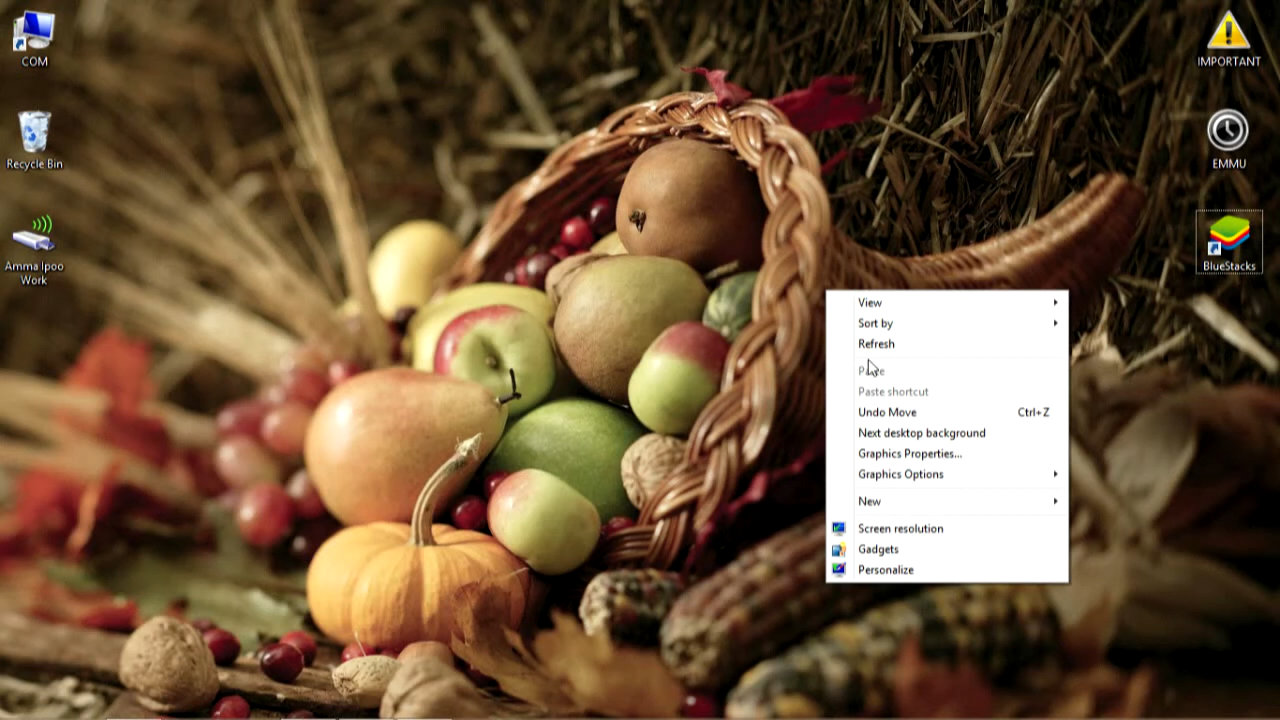 COM
Recycle Bin
Amma Ipoo
Work
IMPORTANT
EMMU
BlueStacks
View
Sort by
Refresh
Paste shortcut
Undo Move Ctrl+Z
Next desktop background
Graphics Properties...
Graphics Options
New
Screen resolution
Gadgets
Personalize